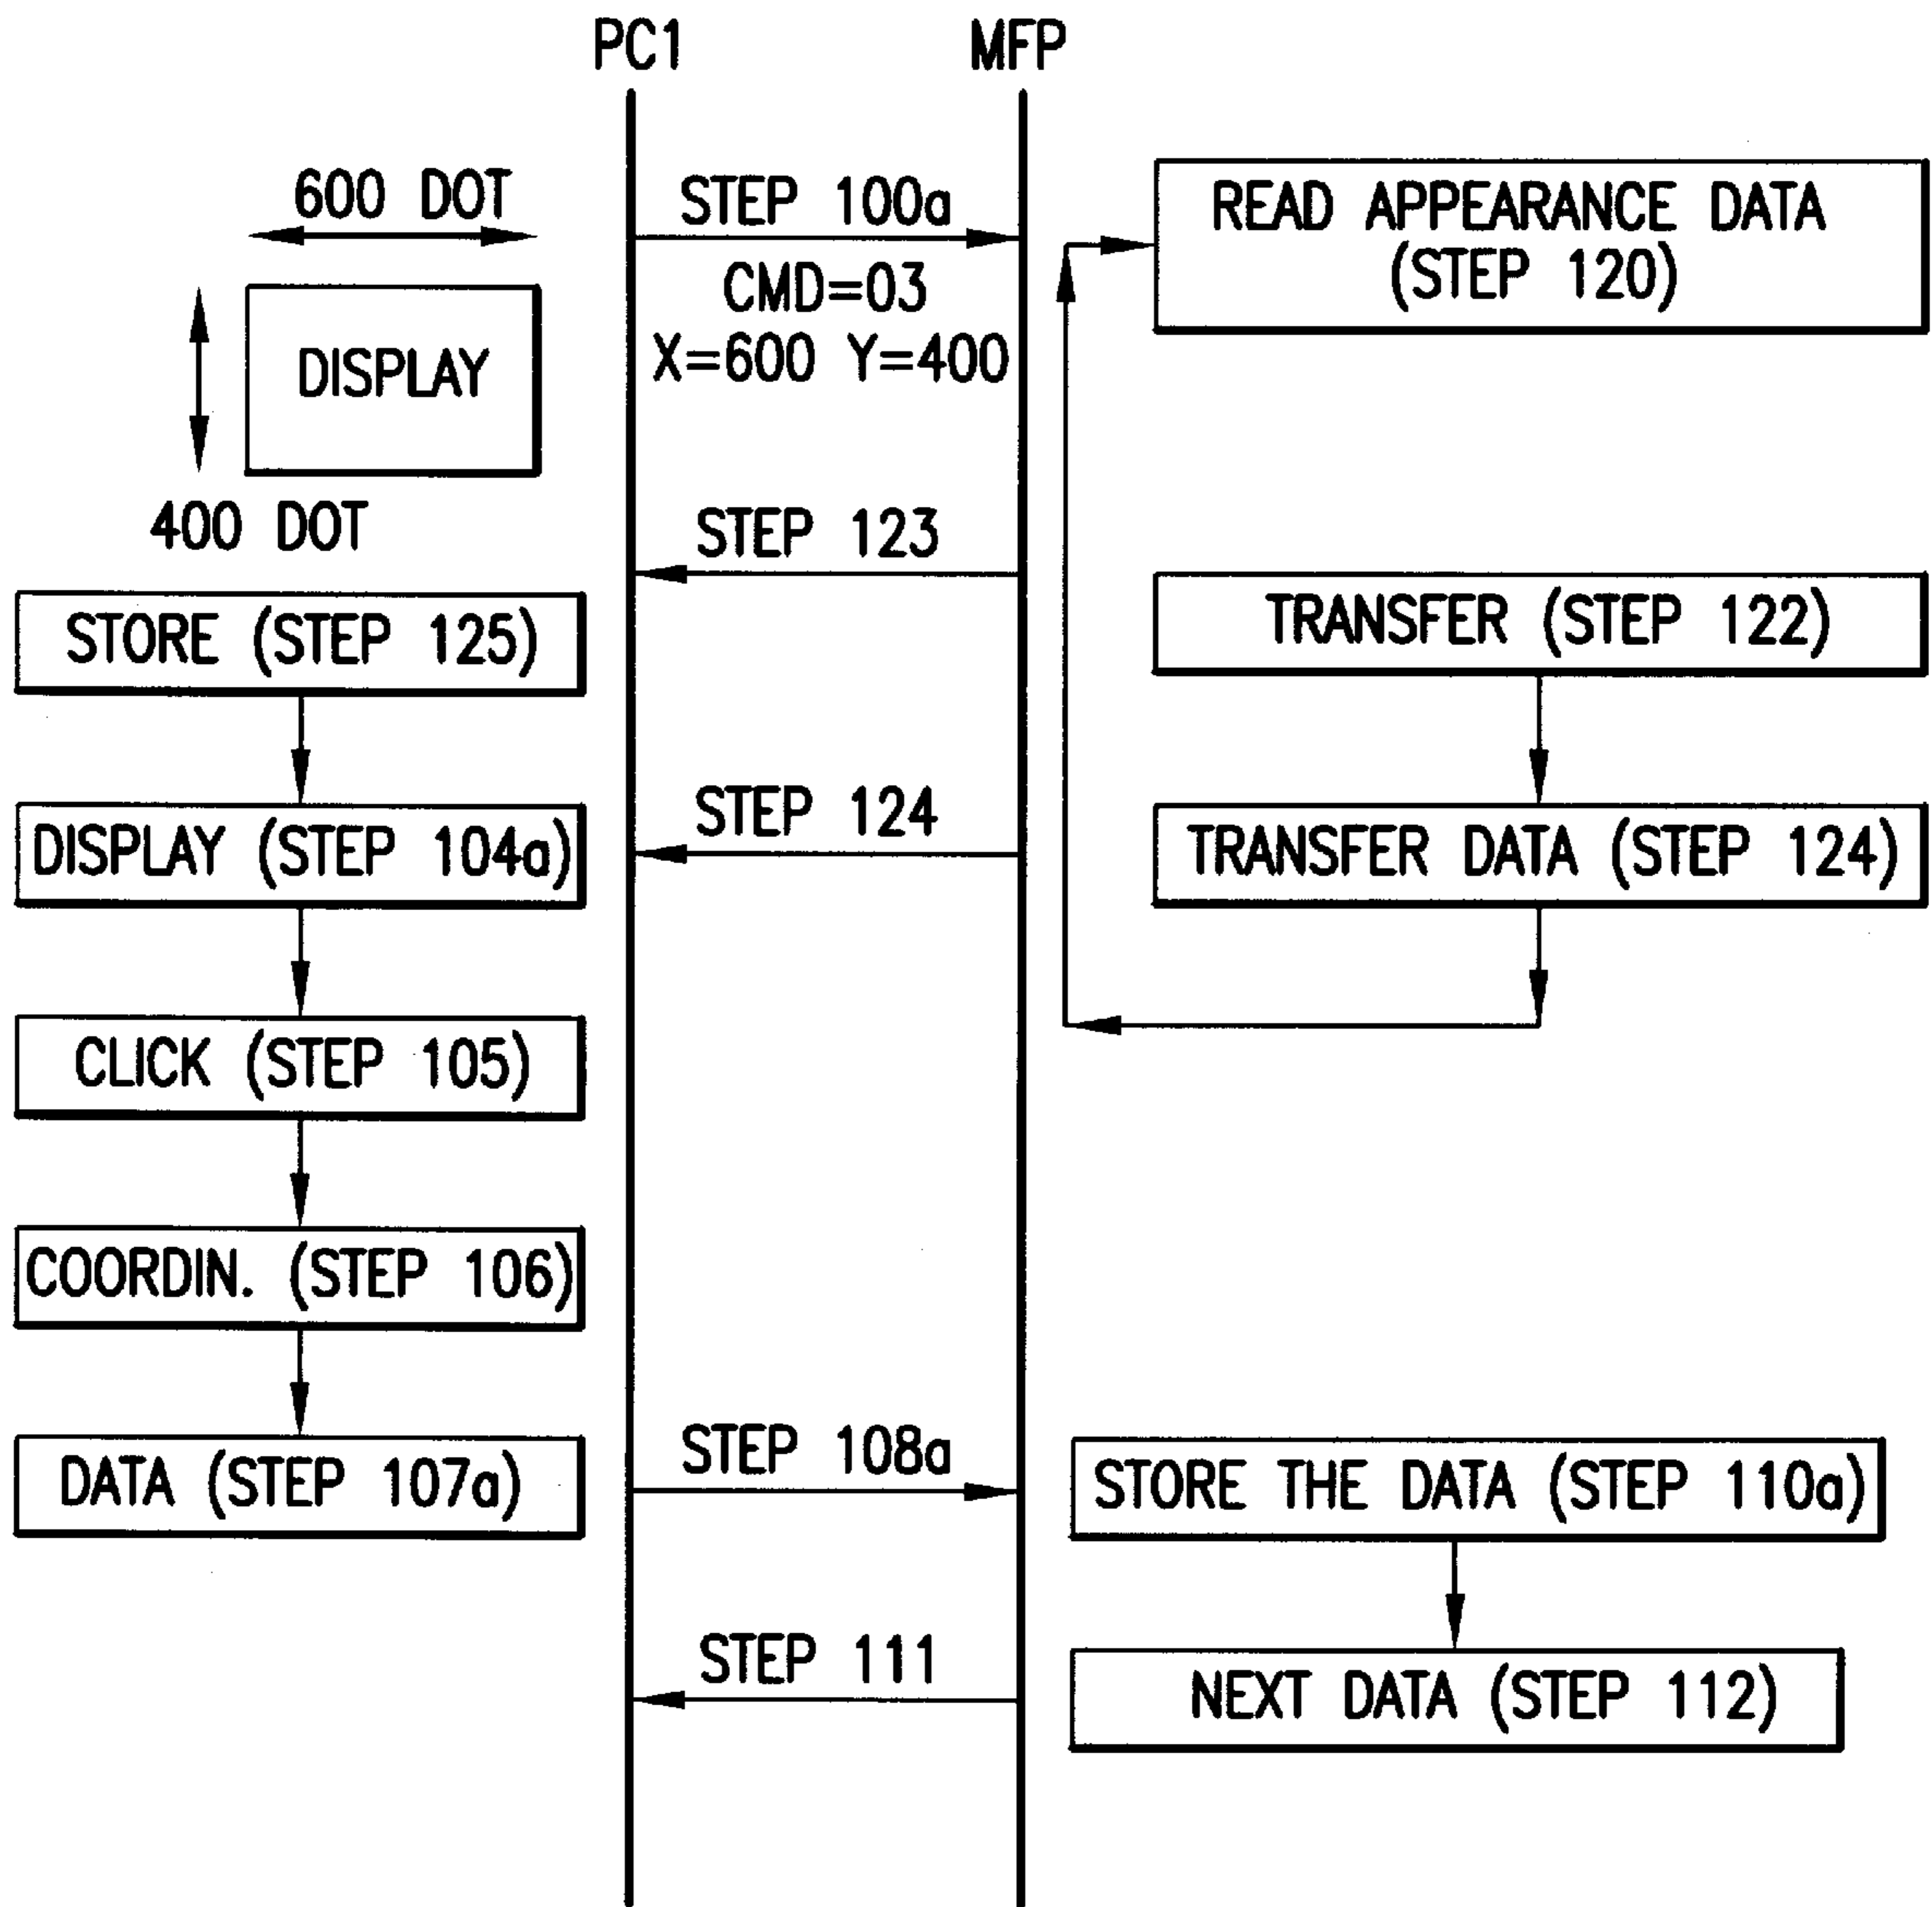 PC1 MFP
600 DOT
STEP 100a
READ APPEARANCE DATA
(STEP 120)
CMD=03
X=600 Y=400
DISPLAY
400 DOT
STEP 123
STORE (STEP 125)
TRANSFER (STEP 122)
STEP 124
DISPLAY (STEP 104a)
TRANSFER DATA (STEP 124)
CLICK (STEP 105)
COORDIN. (STEP 106)
DATA (STEP 107a)
STEP 108a
STORE THE DATA (STEP 110a)
STEP 111
NEXT DATA (STEP 112)